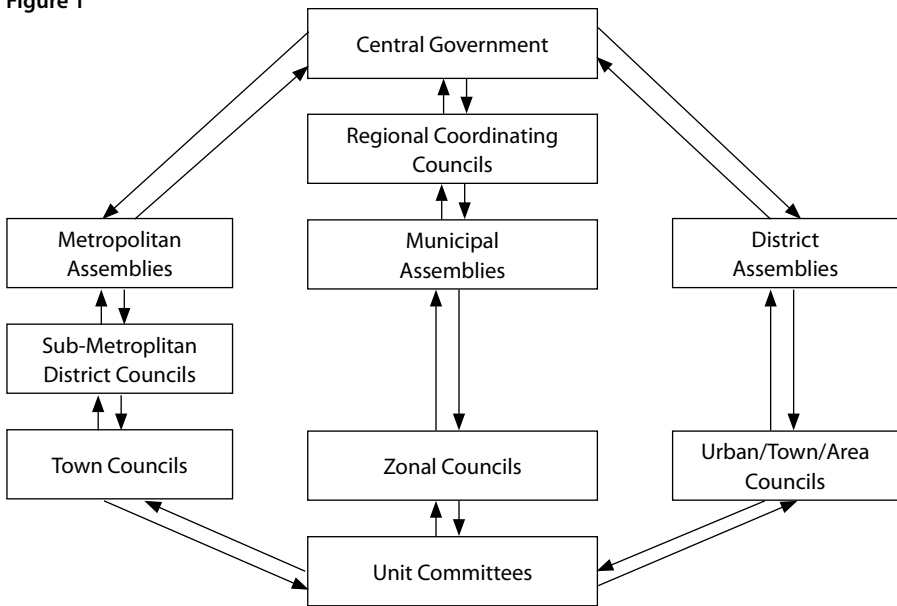 Figure 1
Central Government
Regional Coordinating
Councils
Metropolitan
Assemblies
Municipal
Assemblies
District
Assemblies
Sub-Metroplitan
District Councils
Town Councils
Zonal Councils
Urban/Town/Area
Councils
Unit Committees